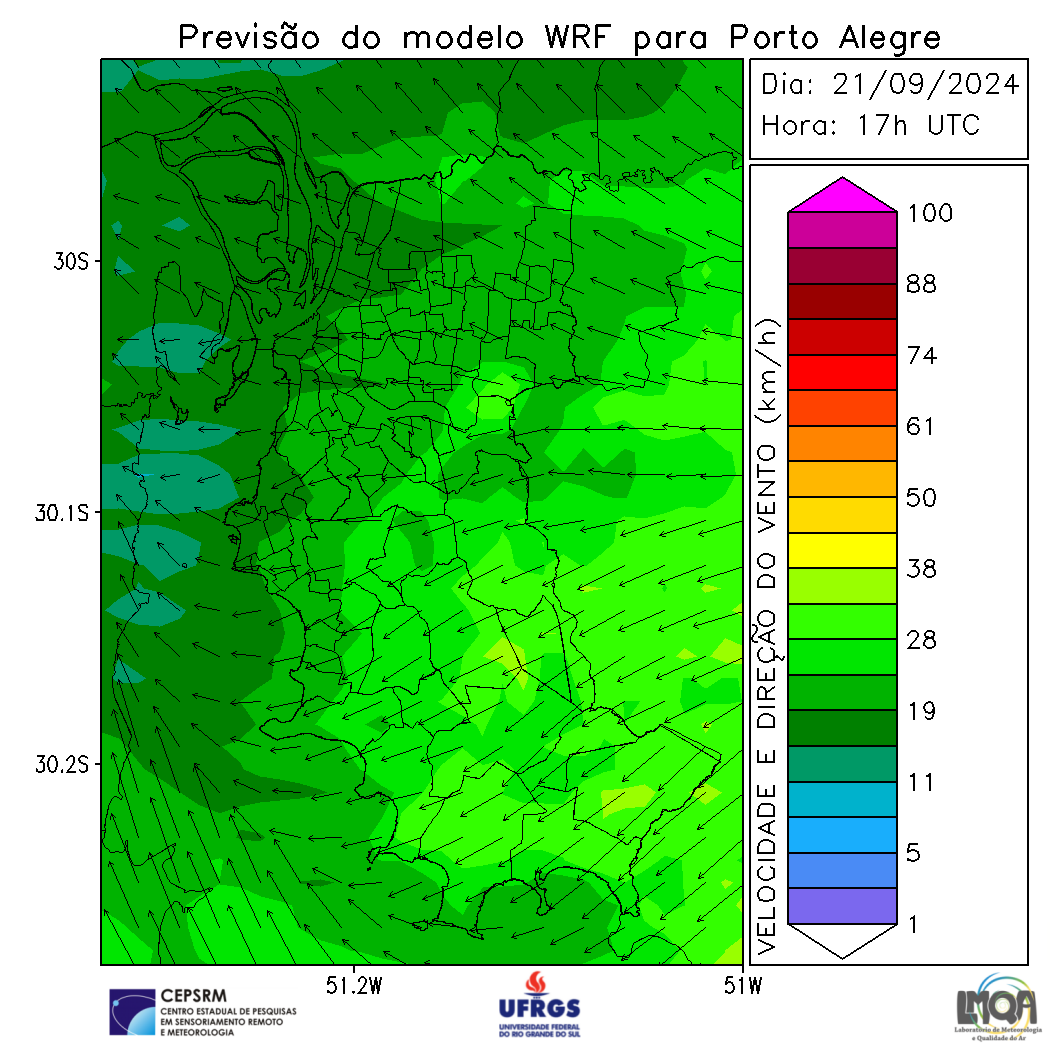 Previsão do modelo WRF para Porto Alegre
Dia: 21/09/2024
Hora: 17h UTC
30S
30.1S
30.2S
51.2W
51W
VELOCIDADE E DIREÇÃO DO VENTO (km/h)
100
88
74
61
50
38
28
19
11
5
1
CEPSRM
CENTRO ESTADUAL DE PESQUISAS
EM SENSORIAMENTO REMOTO
E METEOROLOGIA
UFRGS
UNIVERSIDADE FEDERAL
DO RIO GRANDE DO SUL
LMQA
Laboratório de Meteorologia
e Qualidade do Ar